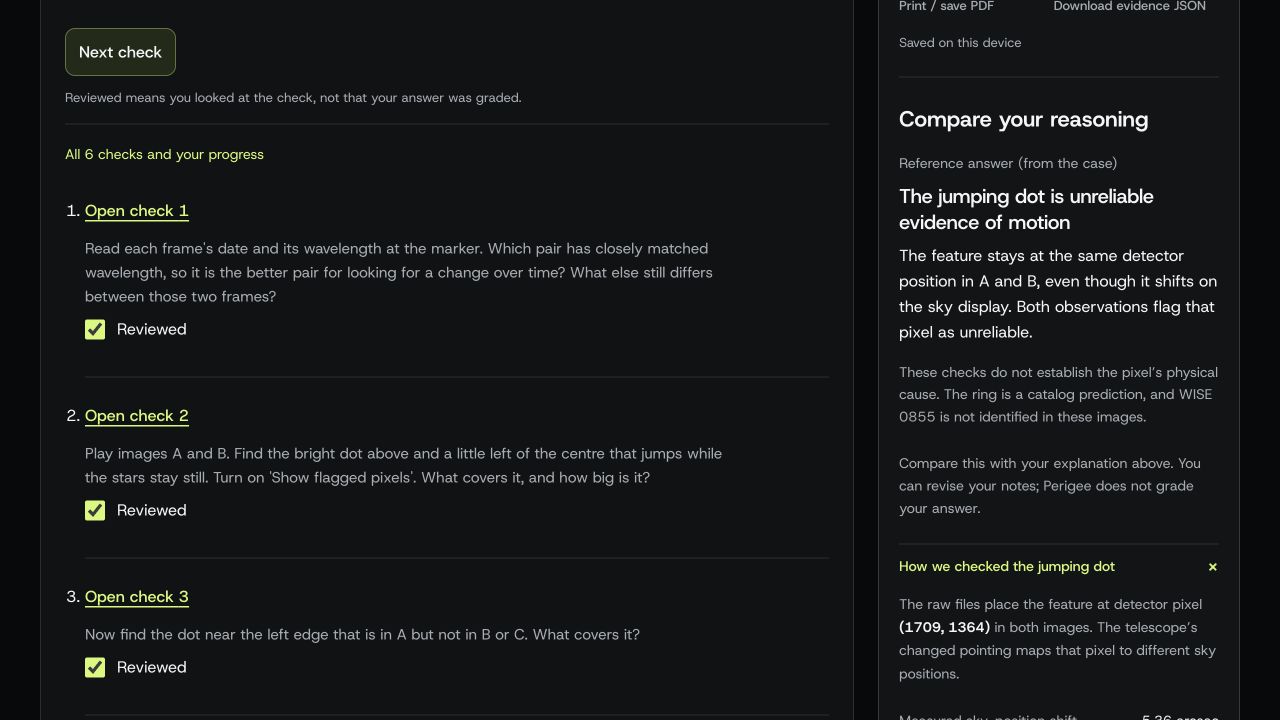 Next check
Reviewed means you looked at the check, not that your answer was graded.
All 6 checks and your progress
1. Open check 1
Read each frame's date and its wavelength at the marker. Which pair has closely matched
wavelength, so it is the better pair for looking for a change over time? What else still differs
between those two frames?
Reviewed
2. Open check 2
Play images A and B. Find the bright dot above and a little left of the centre that jumps while
the stars stay still. Turn on 'Show flagged pixels'. What covers it, and how big is it?
Reviewed
3. Open check 3
Now find the dot near the left edge that is in A but not in B or C. What covers it?
Reviewed
Print / save PDF
Download evidence JSON
Saved on this device
Compare your reasoning
Reference answer (from the case)
The jumping dot is unreliable
evidence of motion
The feature stays at the same detector
position in A and B, even though it shifts on
the sky display. Both observations flag that
pixel as unreliable.
These checks do not establish the pixel’s physical
cause. The ring is a catalog prediction, and WISE
0855 is not identified in these images.
Compare this with your explanation above. You
can revise your notes; Perigee does not grade
your answer.
How we checked the jumping dot ×
The raw files place the feature at detector pixel
(1709, 1364) in both images. The telescope’s
changed pointing maps that pixel to different sky
positions.
Measured sky-position shift